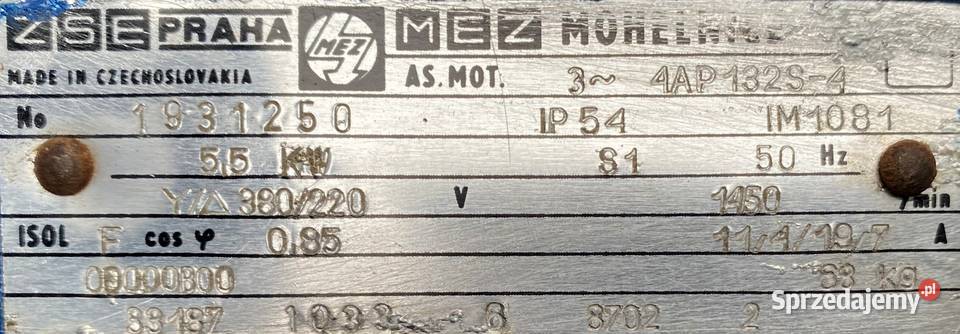 ZSE PRAHA MEZ MEZ MOHELNICE
MADE IN CZECHOSLOVAKIA AS. MOT. 3~ 4AP132S-4
No 1931250 IP54 IM1081
5,5 KW S1 50 Hz
Y/Δ 380/220 V 1450 /min
ISOL F cos φ 0,85 11,4/19,7 A
kg
8702 2
Sprzedajemy.pl